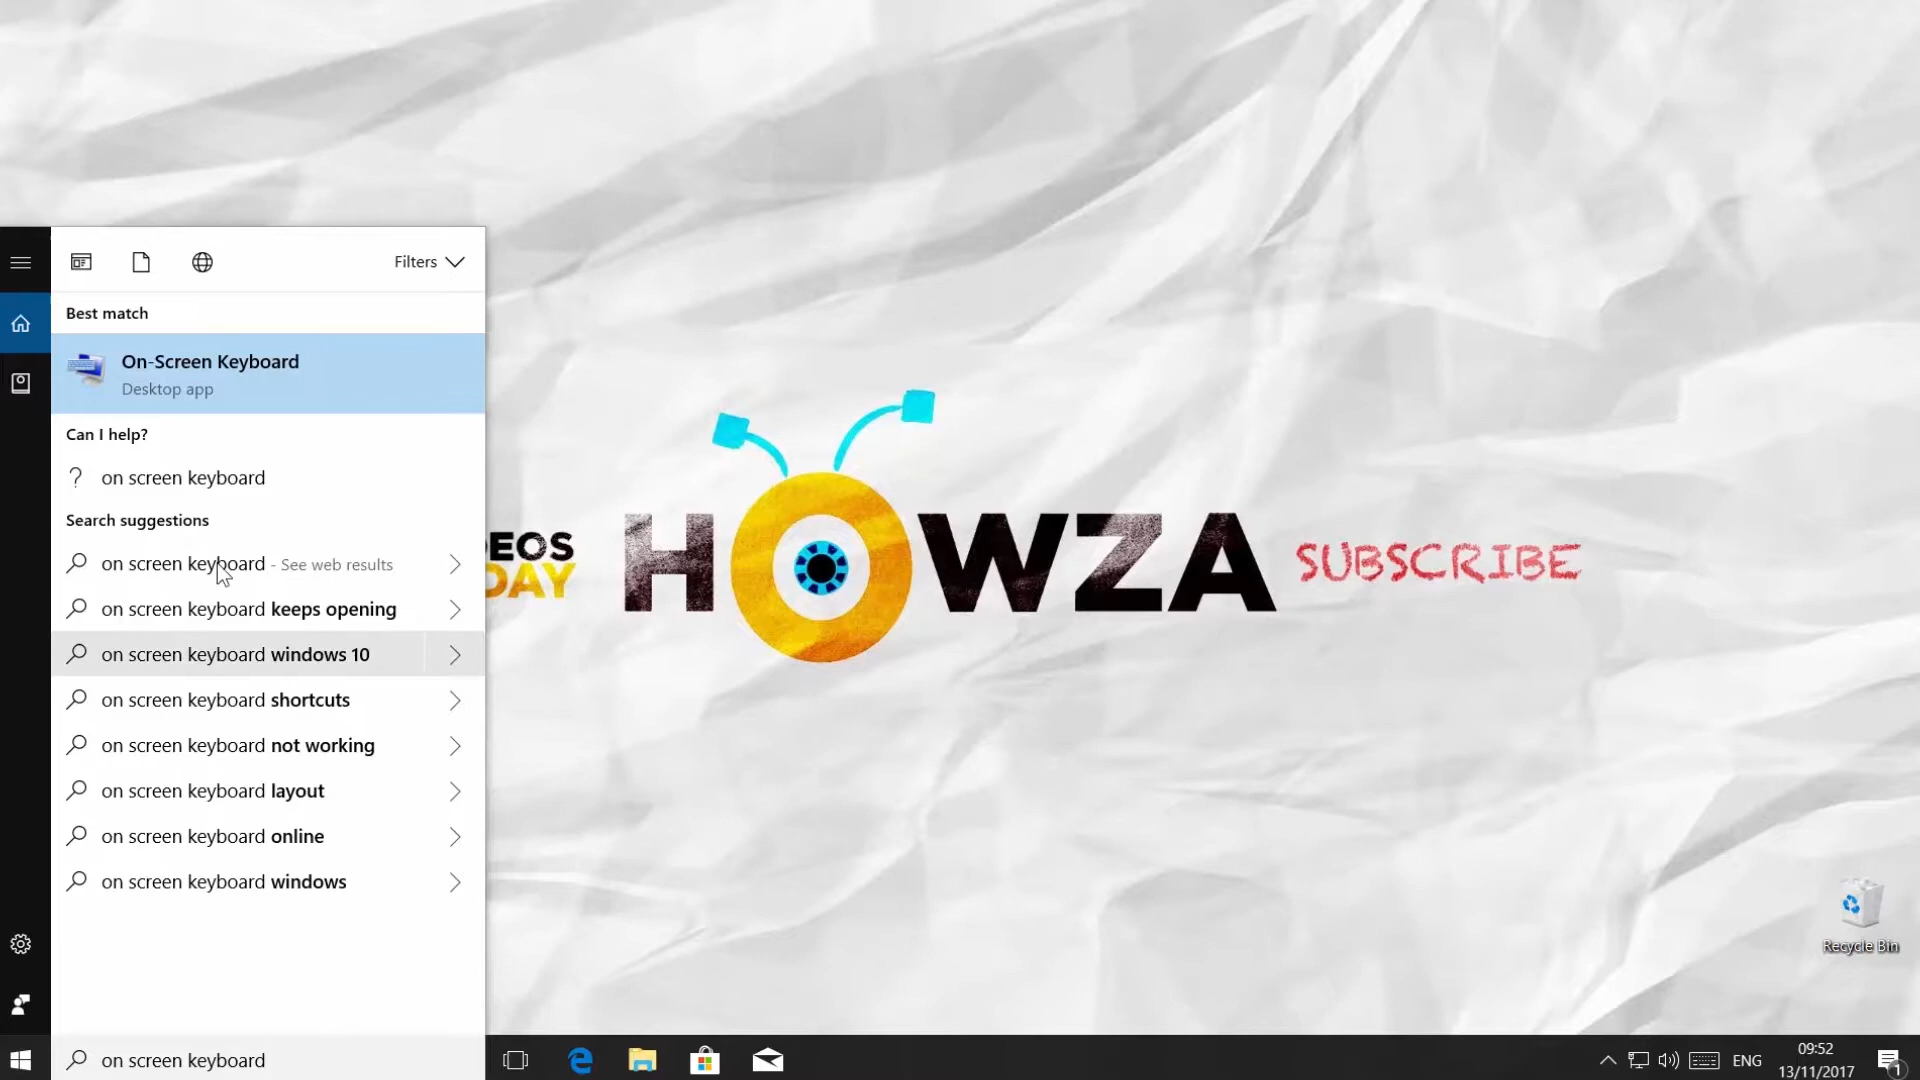 Filters
Best match
On-Screen Keyboard
Desktop app
Can I help?
? on screen keyboard
Search suggestions
on screen keyboard - See web results
on screen keyboard keeps opening
on screen keyboard windows 10
on screen keyboard shortcuts
on screen keyboard not working
on screen keyboard layout
on screen keyboard online
on screen keyboard windows
on screen keyboard
EOS
DAY
HOWZA
SUBSCRIBE
Recycle Bin
ENG
09:52
13/11/2017
1